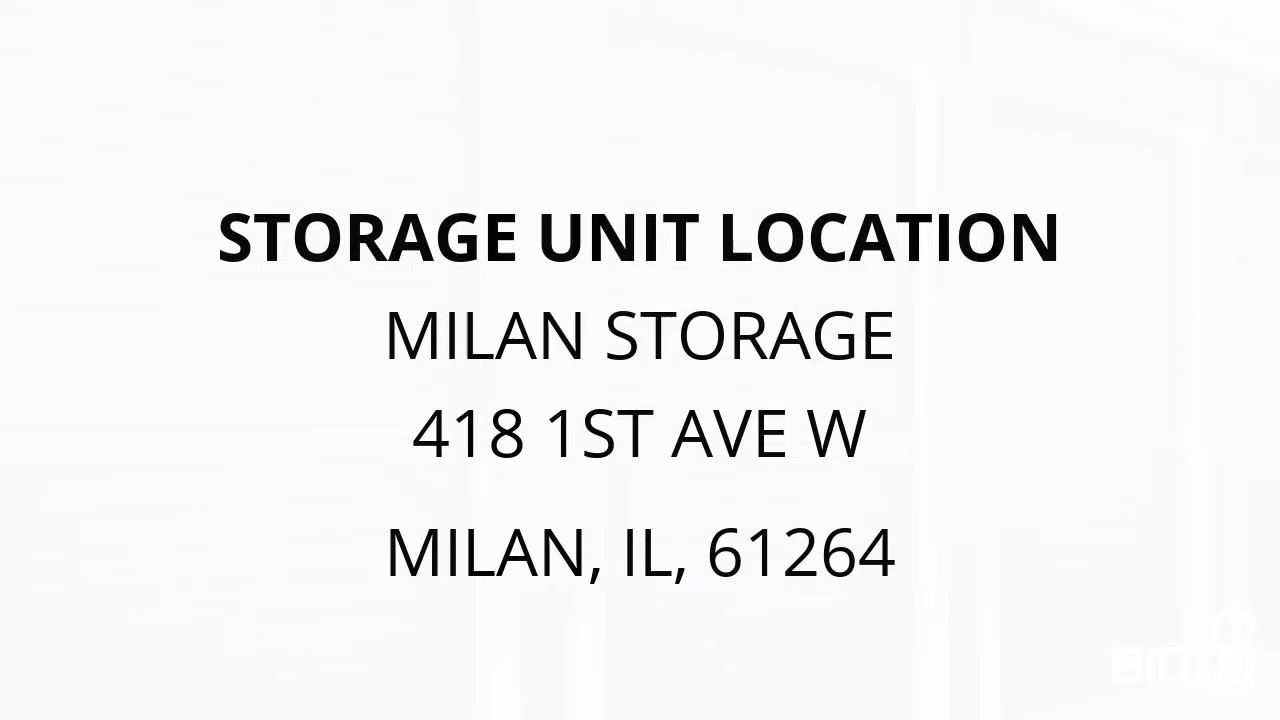 STORAGE UNIT LOCATION
MILAN STORAGE
418 1ST AVE W
MILAN, IL, 61264